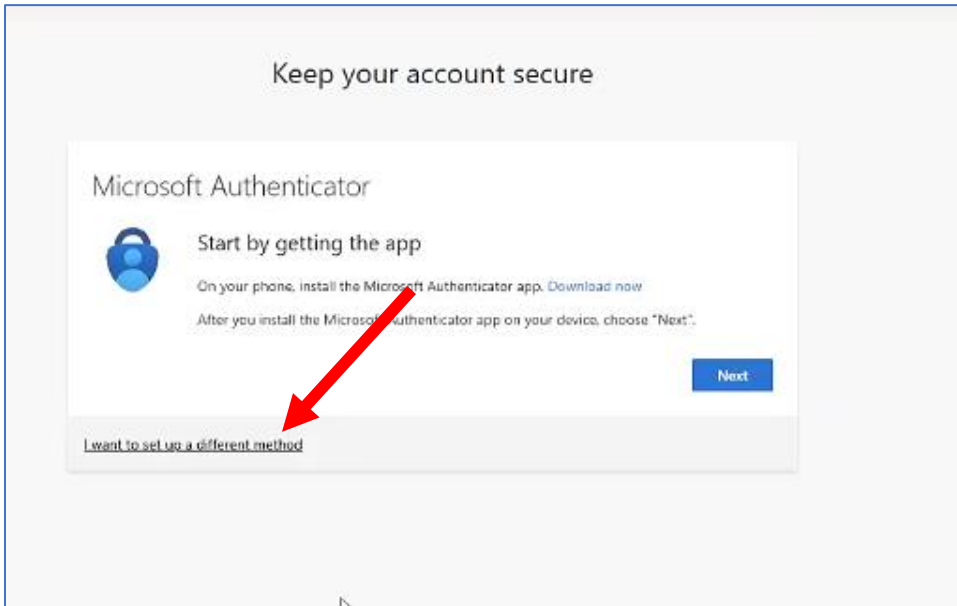 Keep your account secure
Microsoft Authenticator
Start by getting the app
On your phone, install the Microsoft Authenticator app. Download now
After you install the Microsoft Authenticator app on your device, choose "Next".
Next
I want to set up a different method